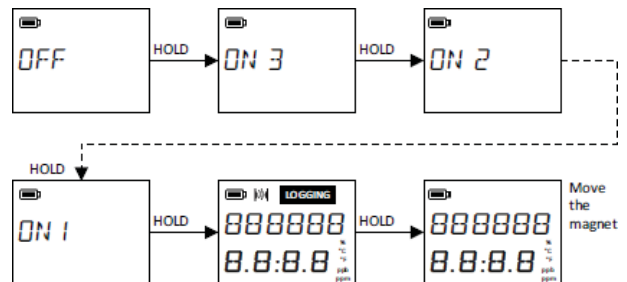 OFF
HOLD
ON 3
HOLD
ON 2
HOLD
ON 1
HOLD
LOGGING
888888
8.8:8.8
%
ppb
ppm
HOLD
888888
8.8:8.8
%
ppb
ppm
Move
the
magnet